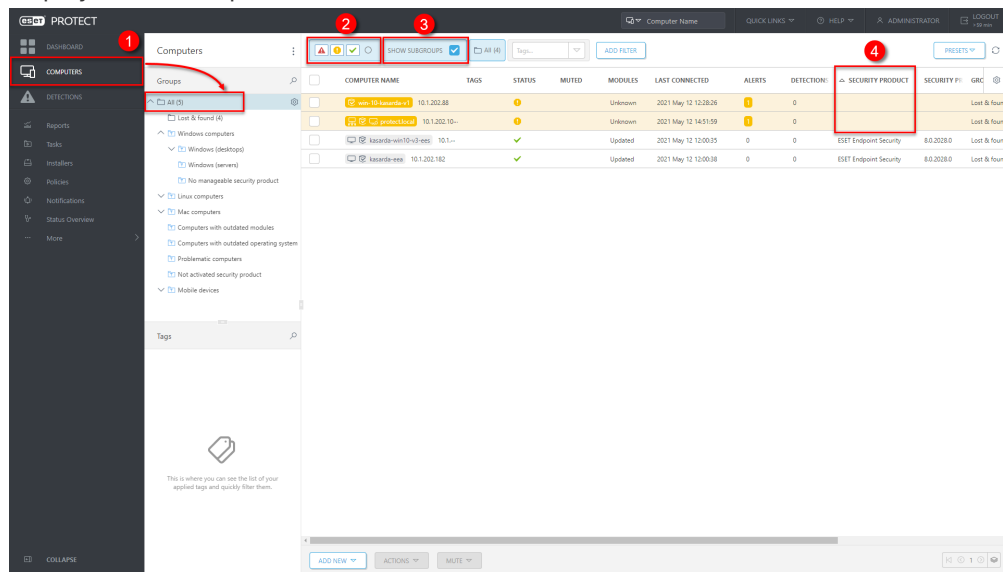 eset PROTECT
Computer Name
QUICK LINKS
HELP
ADMINISTRATOR
LOGOUT
>59 min
1
2
3
4
DASHBOARD
COMPUTERS
DETECTIONS
Reports
Tasks
Installers
Policies
Notifications
Status Overview
More
COLLAPSE
Computers
Groups
All (5)
Lost & found (4)
Windows computers
Windows (desktops)
Windows (servers)
No manageable security product
Linux computers
Mac computers
Computers with outdated modules
Computers with outdated operating system
Problematic computers
Not activated security product
Mobile devices
Tags
This is where you can see the list of your
applied tags and quickly filter them.
SHOW SUBGROUPS
All (4)
Tags...
ADD FILTER
PRESETS
COMPUTER NAME TAGS STATUS MUTED MODULES LAST CONNECTED ALERTS DETECTIONS SECURITY PRODUCT SECURITY P
win-10-kasarda-v1 10.1.202.88 Unknown 2021 May 12 12:28:26 1 0 Lost & foun
protect.local 10.1.202.10... Unknown 2021 May 12 14:51:59 1 0 Lost & foun
kasarda-win10-v3-ees 10.1... Updated 2021 May 12 12:00:35 0 0 ESET Endpoint Security 8.0.2028.0 Lost & foun
kasarda-eea 10.1.202.182 Updated 2021 May 12 12:00:38 0 0 ESET Endpoint Security 8.0.2028.0 Lost & foun
ADD NEW
ACTIONS
MUTE
1